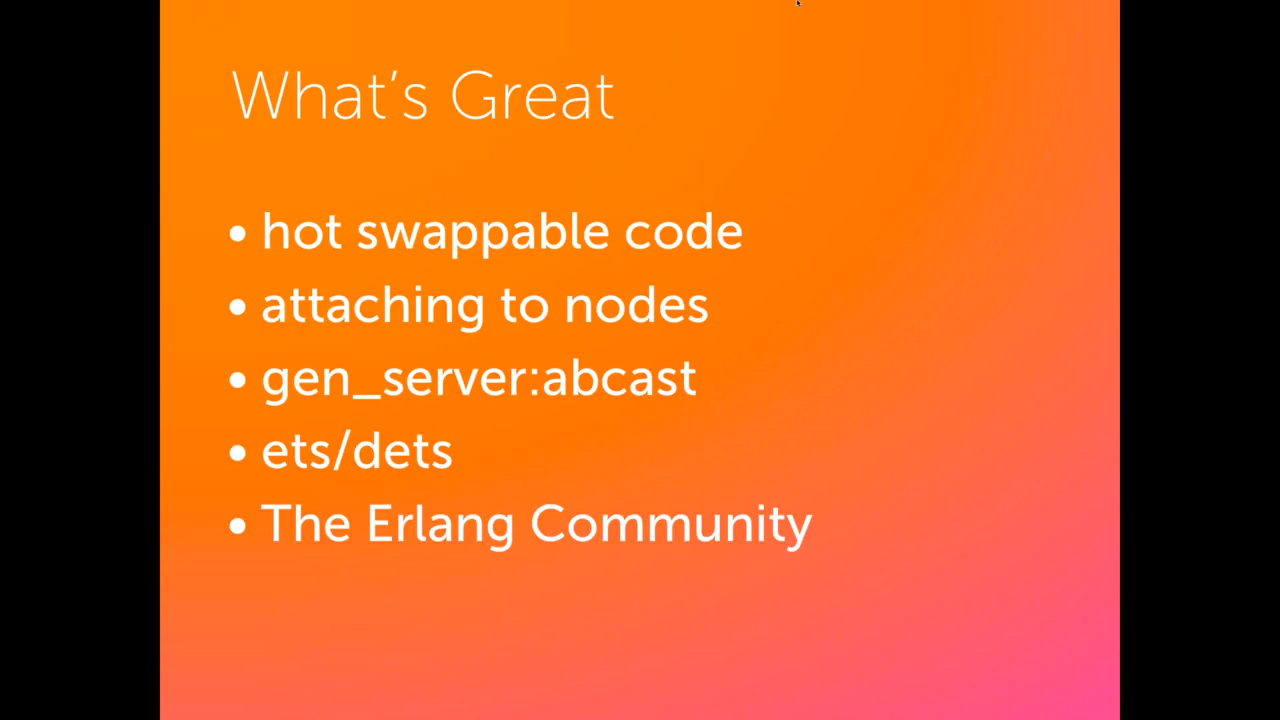 What’s Great
• hot swappable code
• attaching to nodes
• gen_server:abcast
• ets/dets
• The Erlang Community